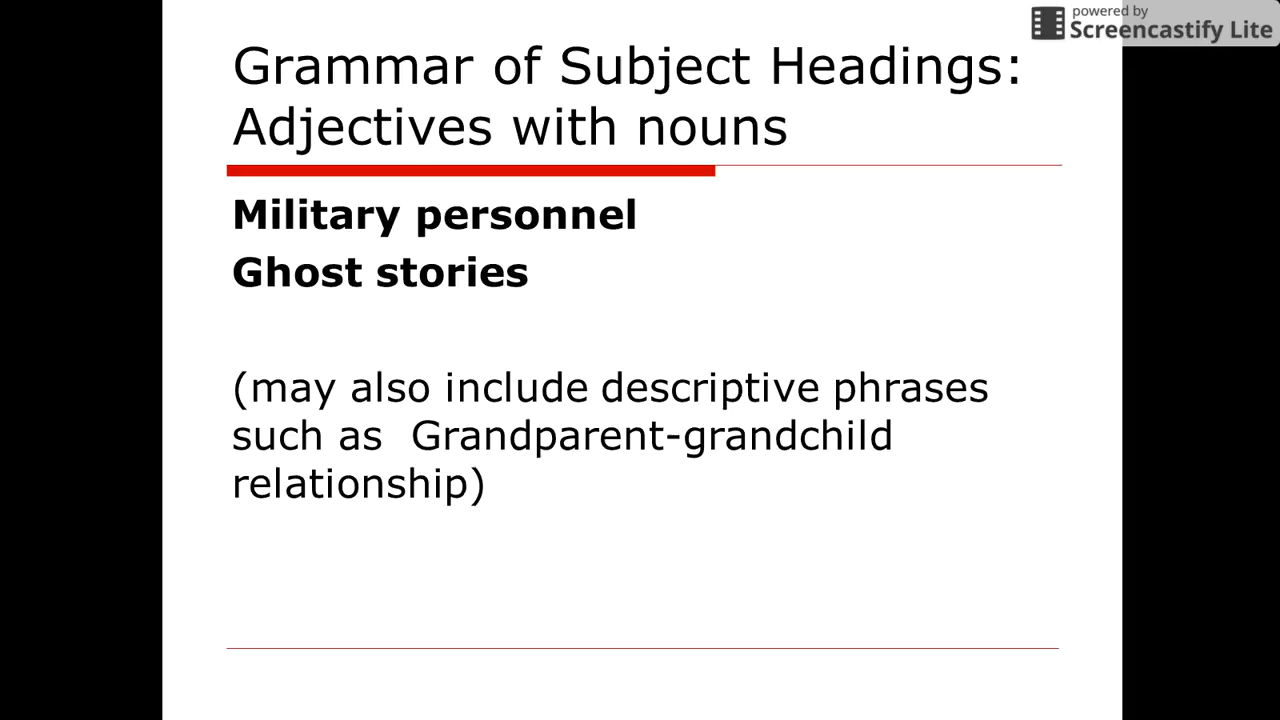 powered by
Screencastify Lite
Grammar of Subject Headings:
Adjectives with nouns
Military personnel
Ghost stories
(may also include descriptive phrases
such as  Grandparent-grandchild
relationship)